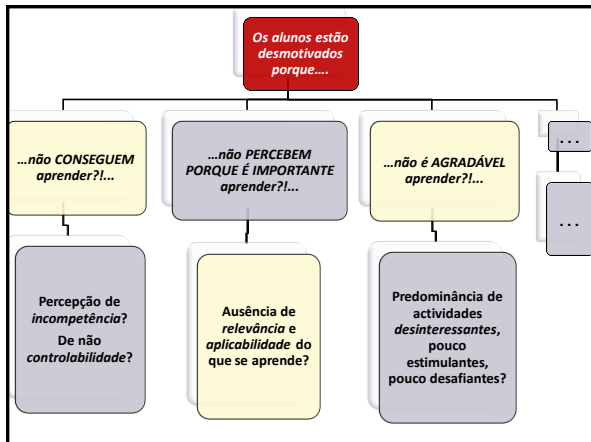 Os alunos estão
desmotivados
porque....
...não CONSEGUEM
aprender?!...
...não PERCEBEM
PORQUE É IMPORTANTE
aprender?!...
...não é AGRADÁVEL
aprender?!...
...
Percepção de
incompetência?
De não
controlabilidade?
Ausência de
relevância e
aplicabilidade do
que se aprende?
Predominância de
actividades
desinteressantes,
pouco
estimulantes,
pouco desafiantes?
...